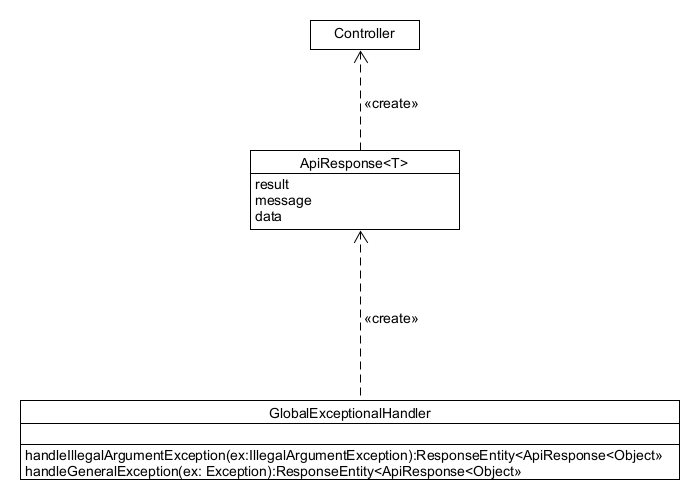 Controller
«create»
ApiResponse<T>
result
message
data
«create»
GlobalExceptionalHandler
handleIllegalArgumentException(ex:IllegalArgumentException):ResponseEntity<ApiResponse<Object»
handleGeneralException(ex: Exception):ResponseEntity<ApiResponse<Object»